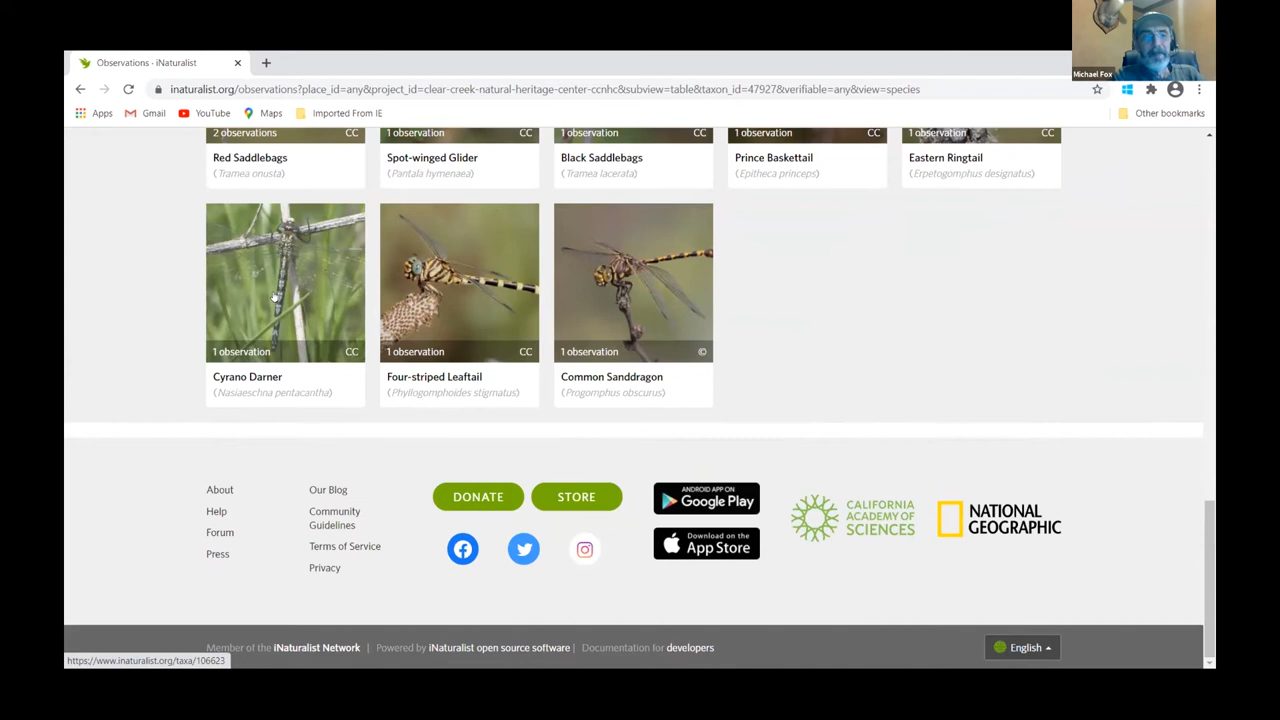 Michael Fox
Observations · iNaturalist
inaturalist.org/observations?place_id=any&project_id=clear-creek-natural-heritage-center-ccnhc&subview=table&taxon_id=47927&verifiable=any&view=species
Apps Gmail YouTube Maps Imported From IE Other bookmarks
2 observations CC 1 observation CC 1 observation CC 1 observation CC 1 observation CC
Red Saddlebags Spot-winged Glider Black Saddlebags Prince Baskettail Eastern Ringtail
(Tramea onusta) (Pantala hymenaea) (Tramea lacerata) (Epitheca princeps) (Erpetogomphus designatus)
1 observation CC 1 observation CC 1 observation ©
Cyrano Darner Four-striped Leaftail Common Sanddragon
(Nasiaeschna pentacantha) (Phyllogomphoides stigmatus) (Progomphus obscurus)
About
Help
Forum
Press
Our Blog
Community
Guidelines
Terms of Service
Privacy
DONATE STORE
ANDROID APP ON
Google Play
Download on the
App Store
CALIFORNIA
ACADEMY OF
SCIENCES
NATIONAL
GEOGRAPHIC
Member of the iNaturalist Network | Powered by iNaturalist open source software | Documentation for developers
English
https://www.inaturalist.org/taxa/106623